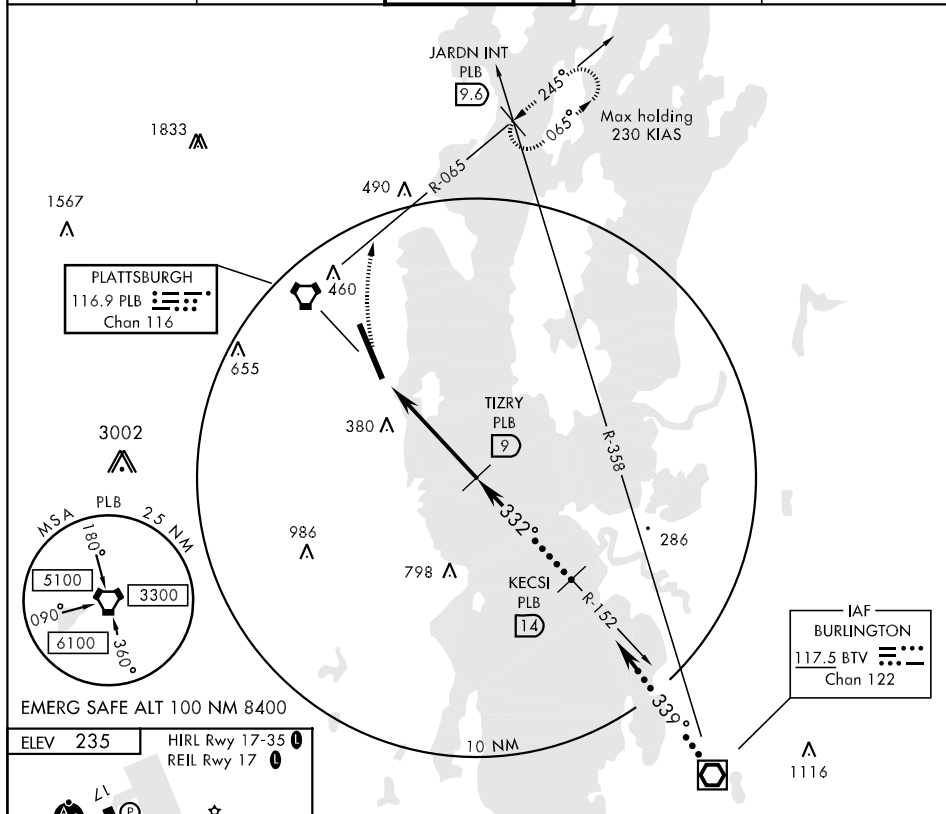 JARDN INT
PLB
9.6
245°
065°
Max holding
230 KIAS
1833
490
R-065
1567
PLATTSBURGH
116.9 PLB
Chan 116
460
655
TIZRY
PLB
9
380
3002
R-358
332°
MSA PLB 25 NM
180°
5100
3300
090°
6100
360°
986
798
286
KECSI
PLB
14
R-152
IAF
BURLINGTON
117.5 BTV
Chan 122
339°
EMERG SAFE ALT 100 NM 8400
10 NM
1116
ELEV 235
HIRL Rwy 17-35 L
REIL Rwy 17 L
17
A
P